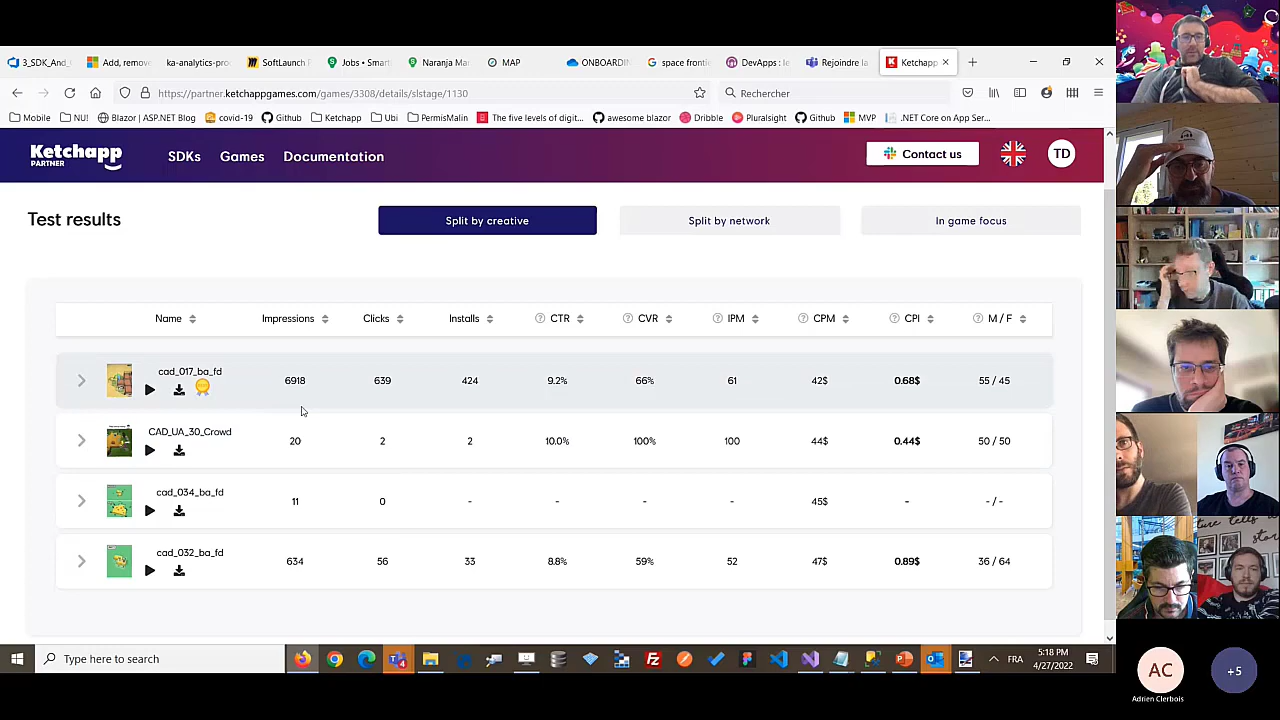 3_SDK_And_
Add, remov
ka-analytics-pro
SoftLaunch
Jobs • Smart
Naranja M
MAP
ONBOARDIN
space fronti
DevApps : le
Rejoindre la
Ketchapp
https://partner.ketchappgames.com/games/3308/details/slstage/1130
Rechercher
Mobile
NU!
Blazor | ASP.NET Blog
covid-19
Github
Ketchapp
Ubi
PermisMalin
The five levels of digit...
awesome blazor
Dribble
Pluralsight
Github
MVP
.NET Core on App Ser...
Ketchapp
PARTNER
SDKs
Games
Documentation
Contact us
TD
Test results
Split by creative
Split by network
In game focus
Name Impressions Clicks Installs CTR CVR IPM CPM CPI M / F
cad_017_ba_fd
6918 639 424 9.2% 66% 61 42$ 0.68$ 55 / 45
CAD_UA_30_Crowd
20 2 2 10.0% 100% 100 44$ 0.44$ 50 / 50
cad_034_ba_fd
11 0 - - - - 45$ - - / -
cad_032_ba_fd
634 56 33 8.8% 59% 52 47$ 0.89$ 36 / 64
Type here to search
FRA
5:18 PM
4/27/2022
AC
Adrien Clerbois
+5